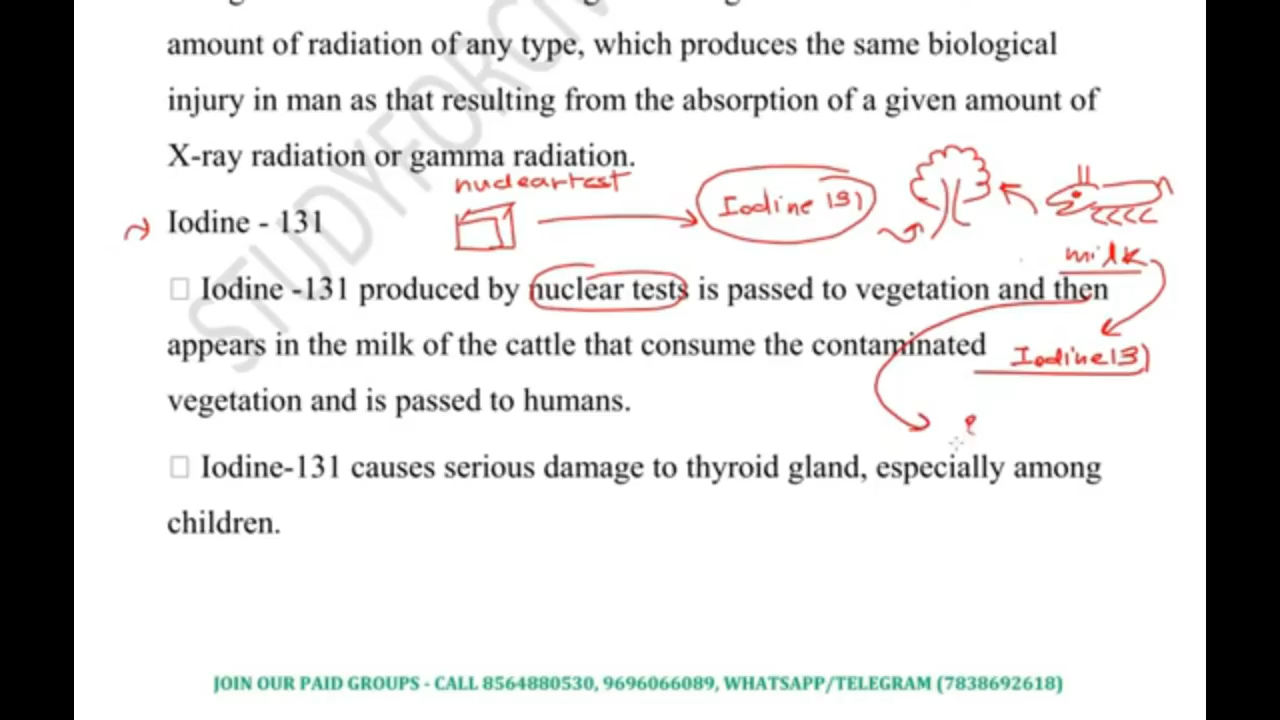 amount of radiation of any type, which produces the same biological
injury in man as that resulting from the absorption of a given amount of
X-ray radiation or gamma radiation.
nuclear test
Iodine 131
Iodine - 131
milk
Iodine -131 produced by nuclear tests is passed to vegetation and then
appears in the milk of the cattle that consume the contaminated
Iodine 131
vegetation and is passed to humans.
Iodine-131 causes serious damage to thyroid gland, especially among
children.
JOIN OUR PAID GROUPS - CALL 8564880530, 9696066089, WHATSAPP/TELEGRAM (7838692618)